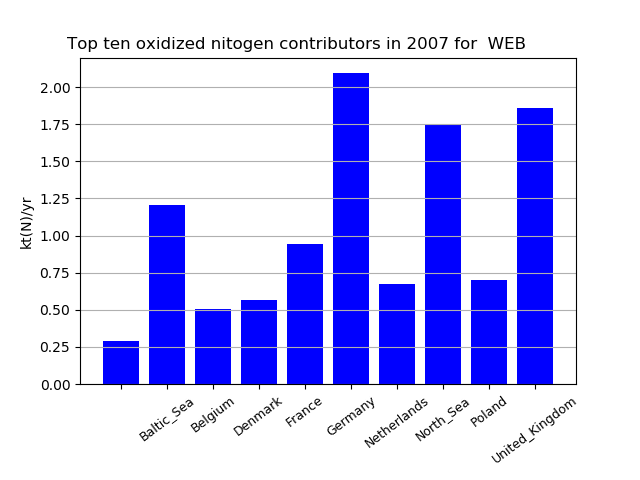 Top ten oxidized nitogen contributors in 2007 for  WEB
2.00
1.75
1.50
1.25
1.00
0.75
0.50
0.25
0.00
kt(N)/yr
Baltic_Sea
Belgium
Denmark
France
Germany
Netherlands
North_Sea
Poland
United_Kingdom